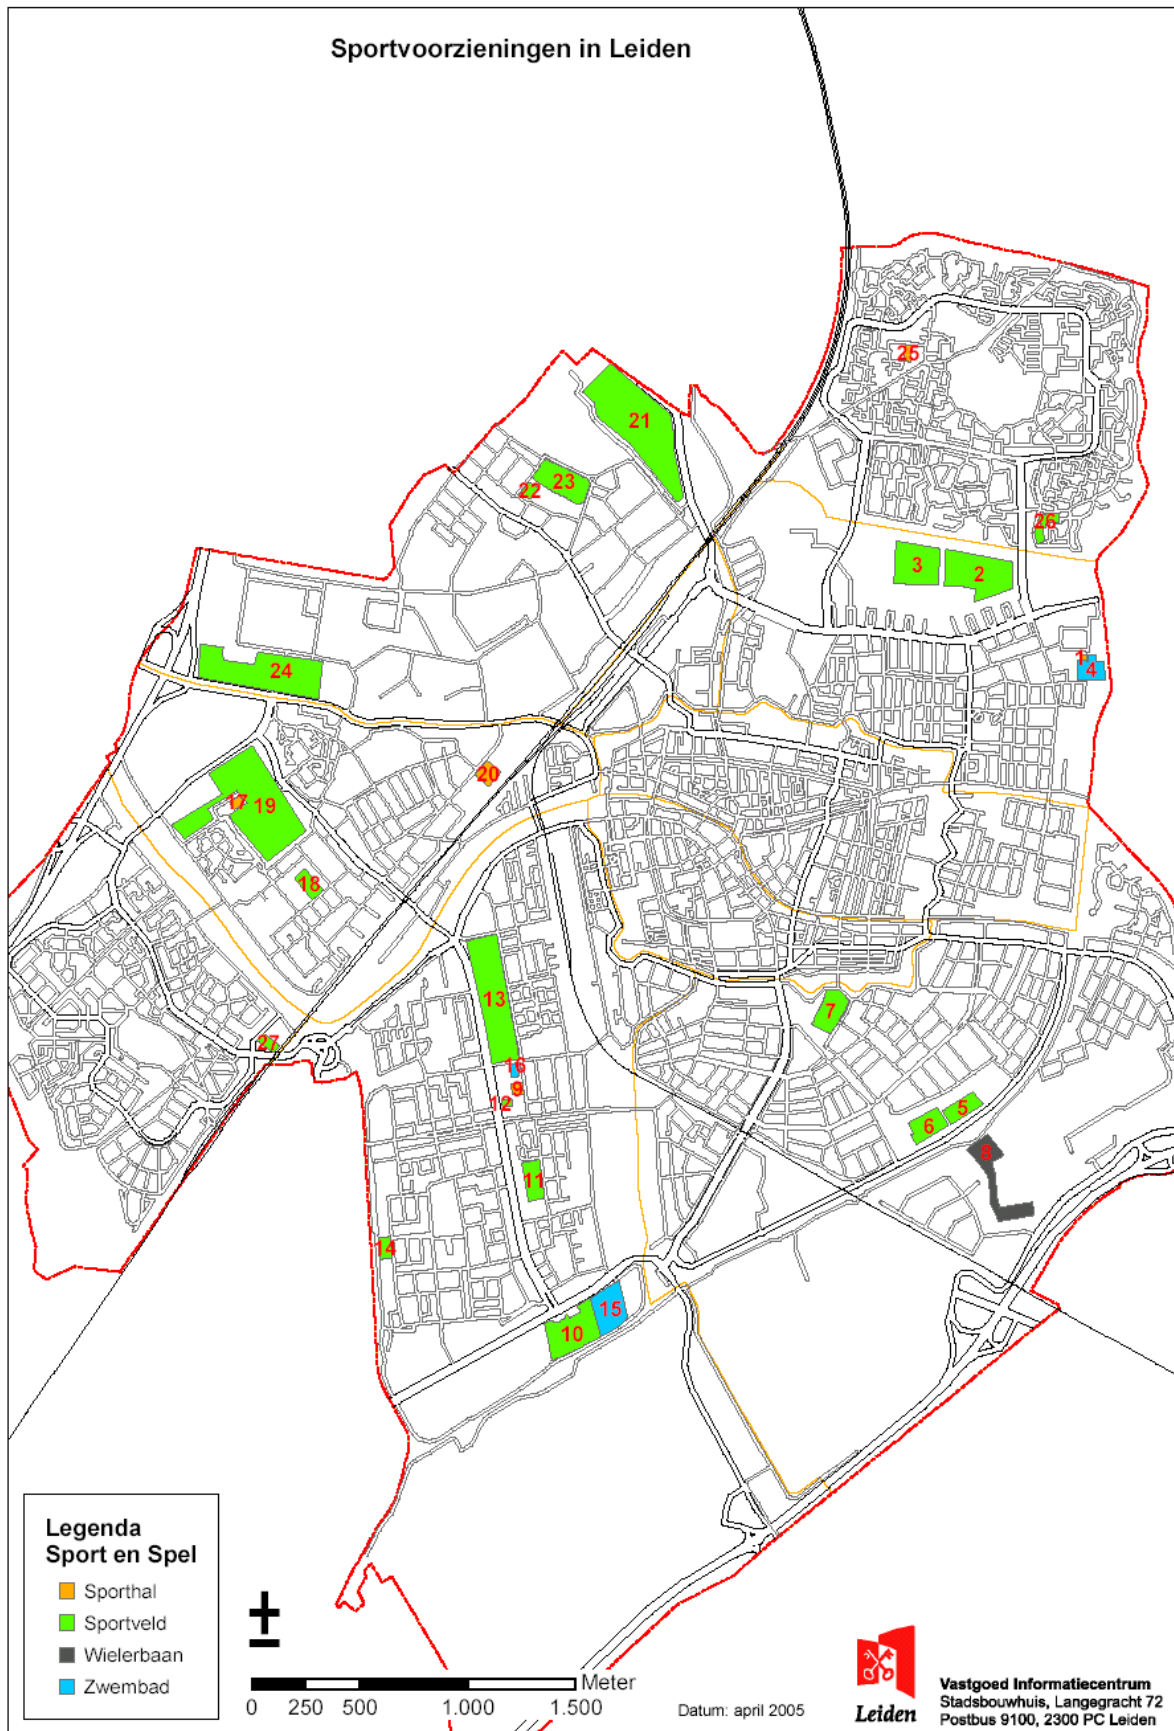 Sportvoorzieningen in Leiden
25
21
23
22
26
3
2
1
4
24
20
17
19
18
13
7
27
16
9
12
5
6
8
11
14
15
10
Legenda
Sport en Spel
Sporthal
Sportveld
Wielerbaan
Zwembad
±
Meter
0 250 500 1.000 1.500
Datum: april 2005
Leiden
Vastgoed Informatiecentrum
Stadsbouwhuis, Langegracht 72
Postbus 9100, 2300 PC Leiden